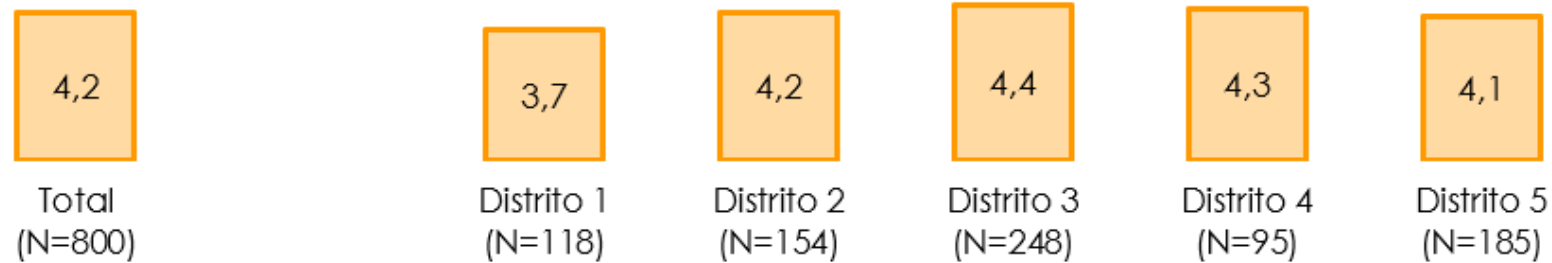 4,2
3,7
4,2
4,4
4,3
4,1
Total
(N=800)
Distrito 1
(N=118)
Distrito 2
(N=154)
Distrito 3
(N=248)
Distrito 4
(N=95)
Distrito 5
(N=185)